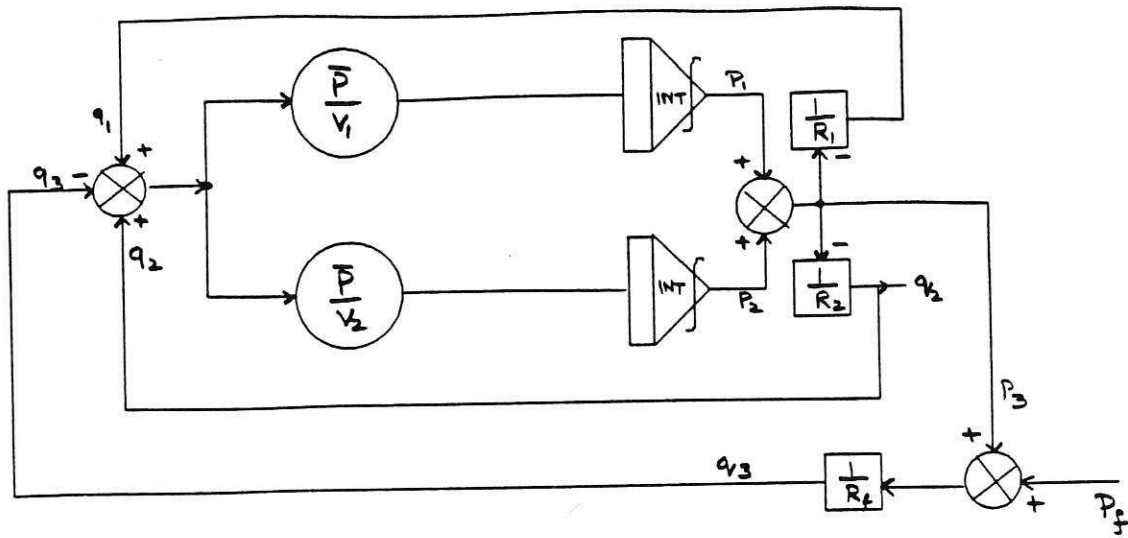 P̄
V₁
INT
P₁
1
R₁
q₁
+
-
q₃ -
+
+
q₂
+
+
-
P̄
V₂
INT
P₂
1
R₂
q₂
P₃
+
q₃
1
Rf
+
Pf